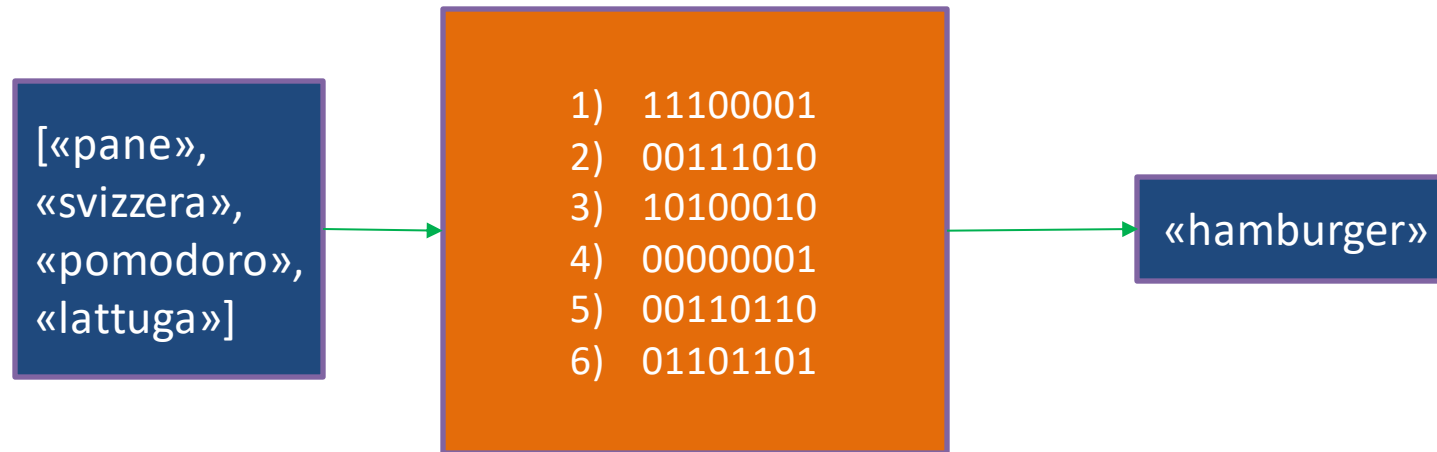 [«pane»,
«svizzera»,
«pomodoro»,
«lattuga»]
1) 11100001
2) 00111010
3) 10100010
4) 00000001
5) 00110110
6) 01101101
«hamburger»